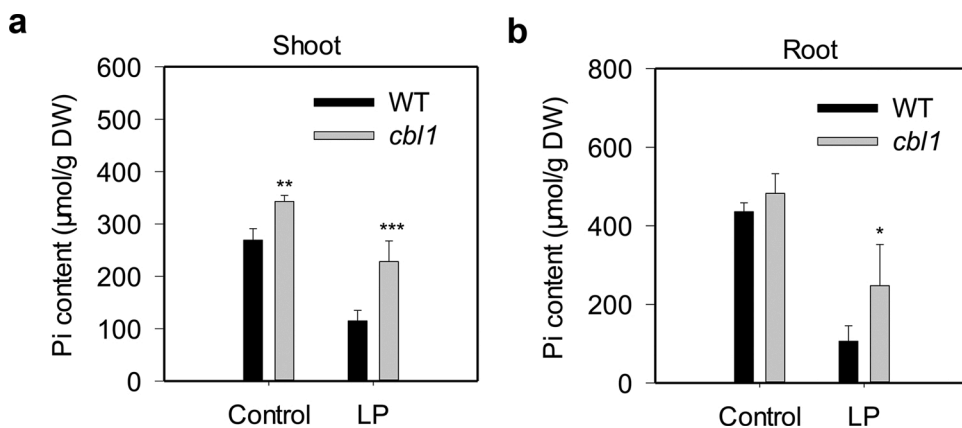 a
Shoot
Pi content (µmol/g DW)
600
500
400
300
200
100
0
WT
cbl1
**
***
Control LP
b
Root
Pi content (µmol/g DW)
800
600
400
200
0
WT
cbl1
*
Control LP